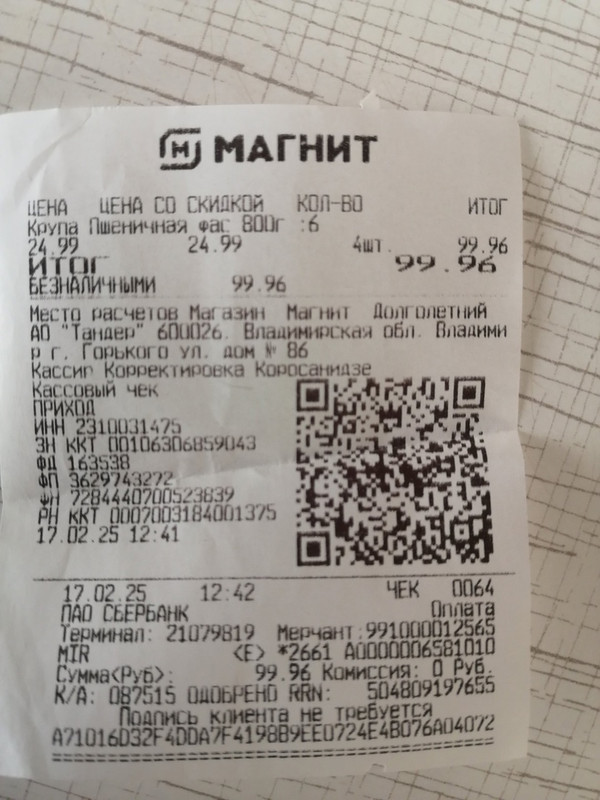 МАГНИТ
ЦЕНА ЦЕНА СО СКИДКОЙ КОЛ-ВО ИТОГ
Крупа Пшеничная фас 800г :6
24.99 24.99 4шт. 99.96
ИТОГ 99.96
БЕЗНАЛИЧНЫМИ 99.96
Место расчетов Магазин Магнит Долголетний
АО "Тандер" 600026. Владимирская обл. Владими
р г. Горького ул. дом № 86
Кассир Корректировка Коросанидзе
Кассовый чек
ПРИХОД
ИНН 2310031475
ЗН ККТ 00106306859043
ФД 163538
ФП 3629743272
ФН 7284440700523839
РН ККТ 0007003184001375
17.02.25 12:41
17.02.25 12:42 ЧЕК 0064
ПАО СБЕРБАНК Оплата
Терминал: 21079819 Мерчант:991000012565
MIR <E> *2661 A0000006581010
Сумма<Руб>: 99.96 Комиссия: 0 Руб.
К/А: 087515 ОДОБРЕНО RRN: 504809197655
Подпись клиента не требуется
A71016D32F4DDA7F4198B9EE0724E4B076A04072